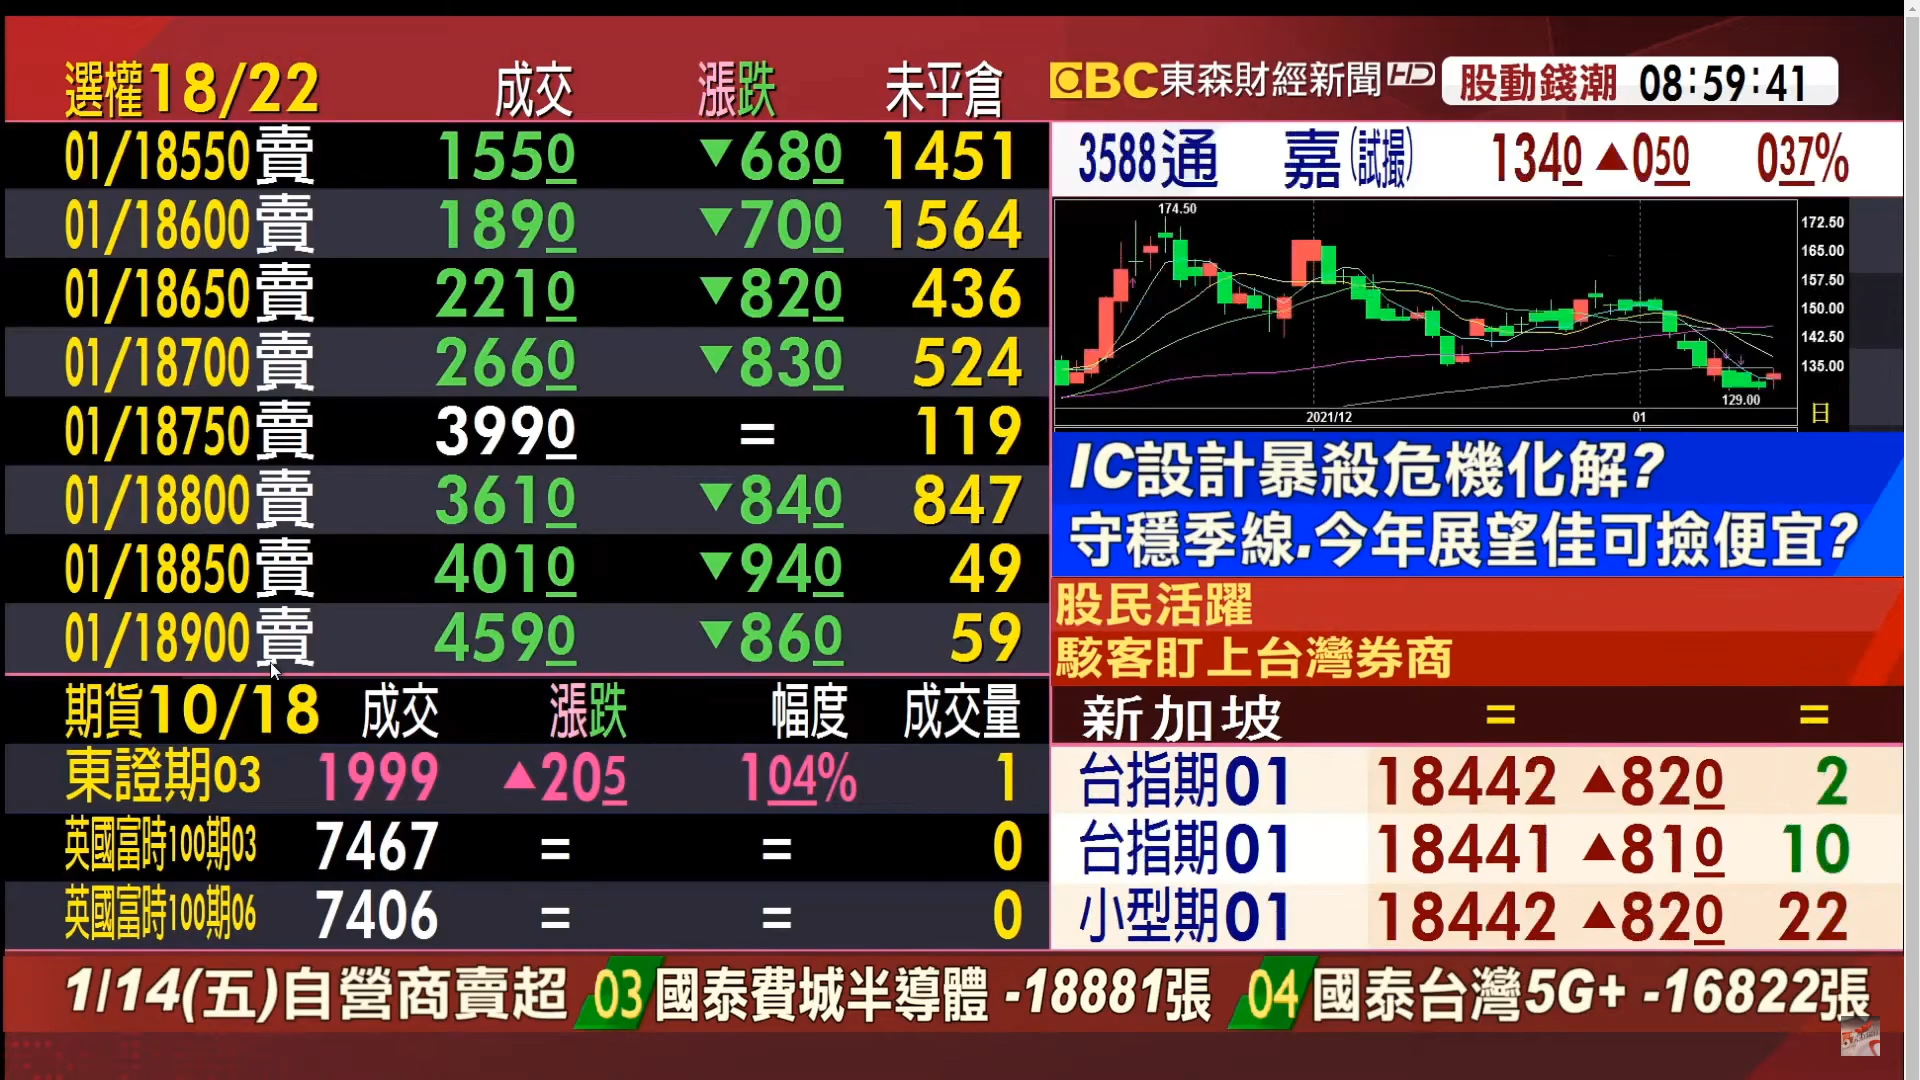 選權18/22 成交 漲跌 未平倉
01/18550賣 1550 ▼680 1451
01/18600賣 1890 ▼700 1564
01/18650賣 2210 ▼820 436
01/18700賣 2660 ▼830 524
01/18750賣 3990 = 119
01/18800賣 3610 ▼840 847
01/18850賣 4010 ▼940 49
01/18900賣 4590 ▼860 59
期貨10/18 成交 漲跌 幅度 成交量
東證期03 1999 ▲205 104% 1
英國富時100期03 7467 = = 0
英國富時100期06 7406 = = 0
EBC東森財經新聞HD 股動錢潮 08:59:41
3588通嘉(試撮) 1340 ▲050 037%
174.50
172.50
165.00
157.50
150.00
142.50
135.00
129.00
2021/12 01 日
IC設計暴殺危機化解?
守穩季線.今年展望佳可撿便宜?
股民活躍
駭客盯上台灣券商
新加坡 = =
台指期01 18442 ▲820 2
台指期01 18441 ▲810 10
小型期01 18442 ▲820 22
1/14(五)自營商賣超 03 國泰費城半導體 -18881張 04 國泰台灣5G+ -16822張